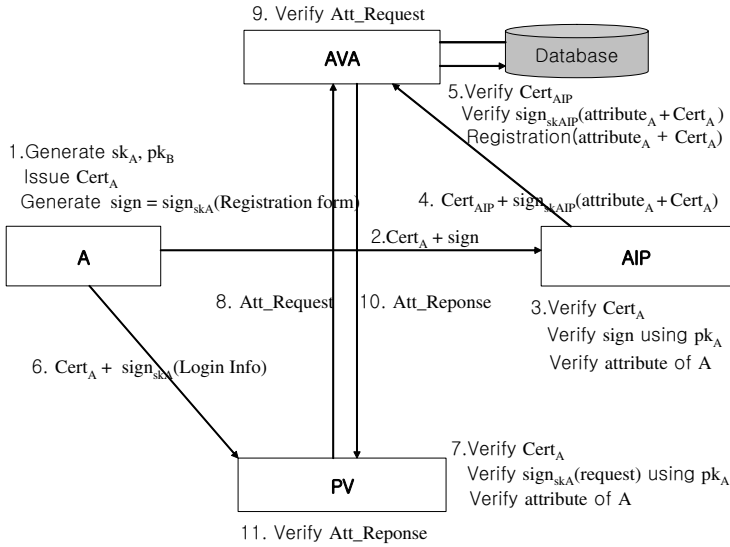 9. Verify Att_Request
AVA
Database
5.Verify Cert_AIP
Verify sign_skAIP(attribute_A + Cert_A)
Registration(attribute_A + Cert_A)
1.Generate sk_A, pk_B
Issue Cert_A
Generate sign = sign_skA(Registration form)
4. Cert_AIP + sign_skAIP(attribute_A + Cert_A)
2.Cert_A + sign
A
AIP
8. Att_Request
10. Att_Reponse
3.Verify Cert_A
Verify sign using pk_A
Verify attribute of A
6. Cert_A + sign_skA(Login Info)
7.Verify Cert_A
Verify sign_skA(request) using pk_A
Verify attribute of A
PV
11. Verify Att_Reponse